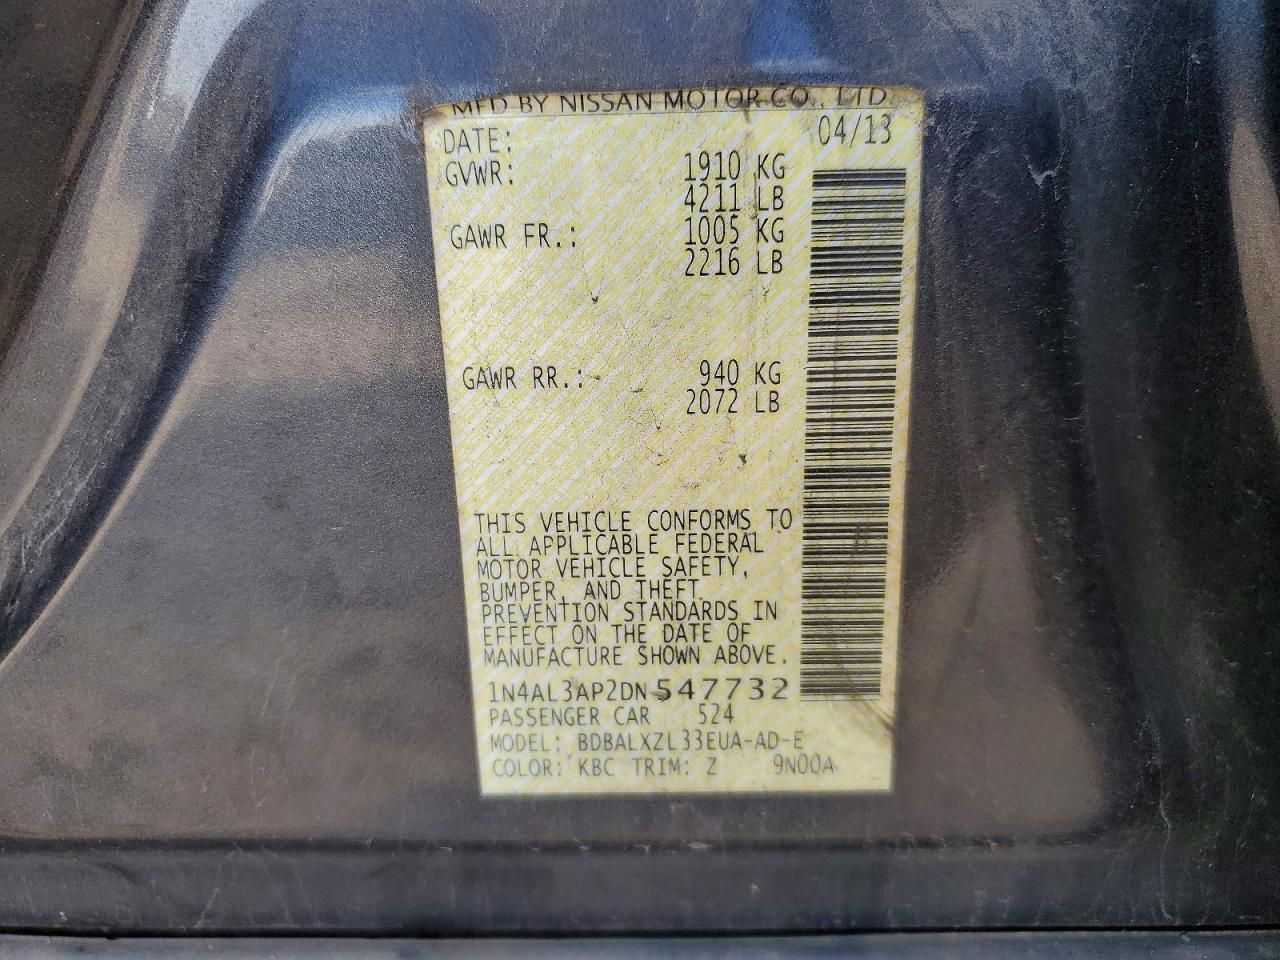 MFD BY NISSAN MOTOR CO., LTD.
DATE: 04/13
GVWR: 1910 KG
4211 LB
GAWR FR.: 1005 KG
2216 LB
GAWR RR.: 940 KG
2072 LB
THIS VEHICLE CONFORMS TO
ALL APPLICABLE FEDERAL
MOTOR VEHICLE SAFETY,
BUMPER, AND THEFT
PREVENTION STANDARDS IN
EFFECT ON THE DATE OF
MANUFACTURE SHOWN ABOVE.
1N4AL3AP2DN547732
PASSENGER CAR 524
MODEL: BDBALXZL33EUA-AD-E
COLOR: KBC TRIM: Z 9N00A